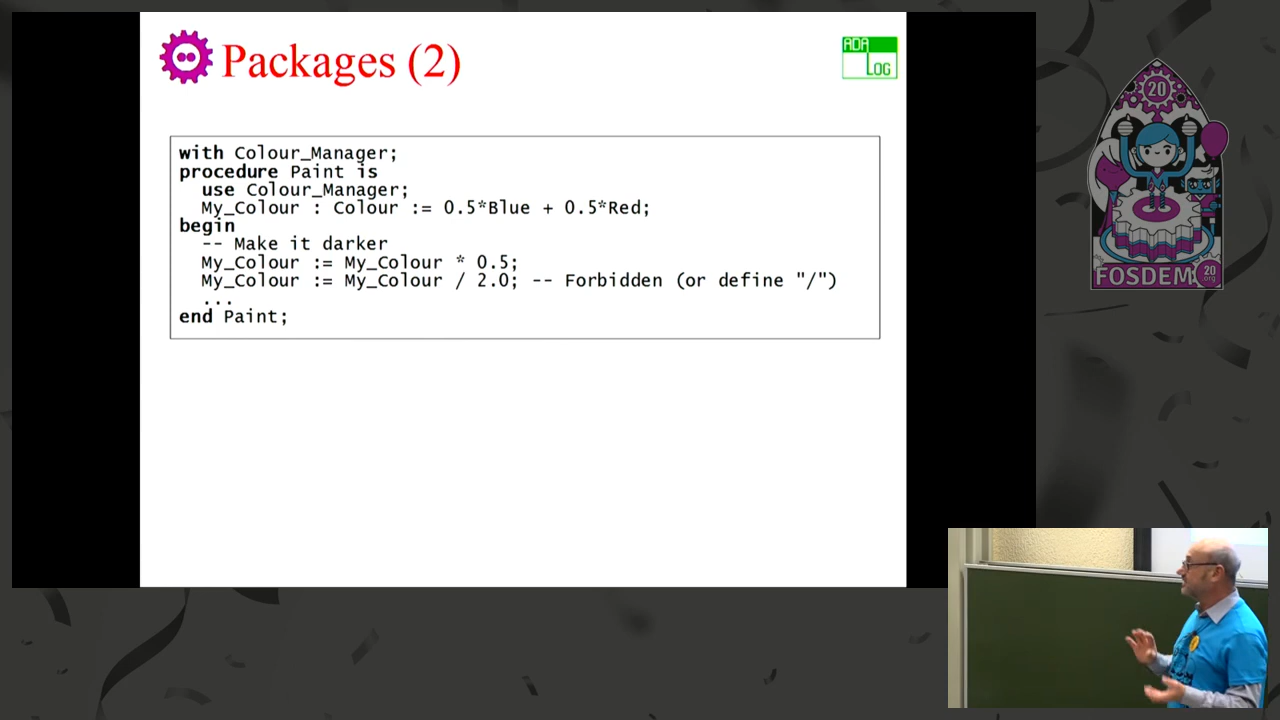 Packages (2)
ADA
LOG
with Colour_Manager;
procedure Paint is
use Colour_Manager;
My_Colour : Colour := 0.5*Blue + 0.5*Red;
begin
-- Make it darker
My_Colour := My_Colour * 0.5;
My_Colour := My_Colour / 2.0; -- Forbidden (or define "/")
...
end Paint;
20
FOSDEM
20
.org